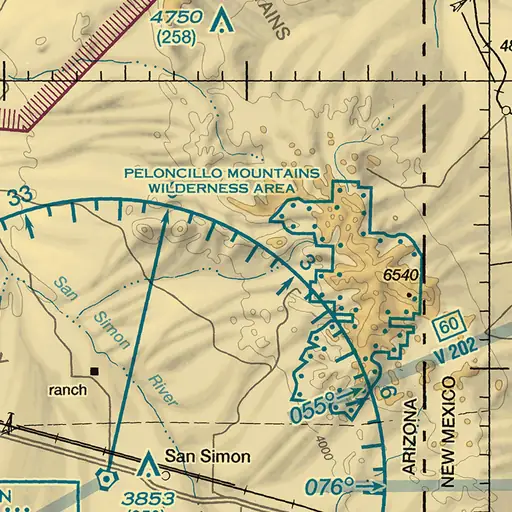 4750
(258)
48
PELONCILLO MOUNTAINS
WILDERNESS AREA
33
3
6540
San Simon River
60
V 202
ranch
055°
6
ARIZONA
NEW MEXICO
4000
San Simon
3853
076°
N